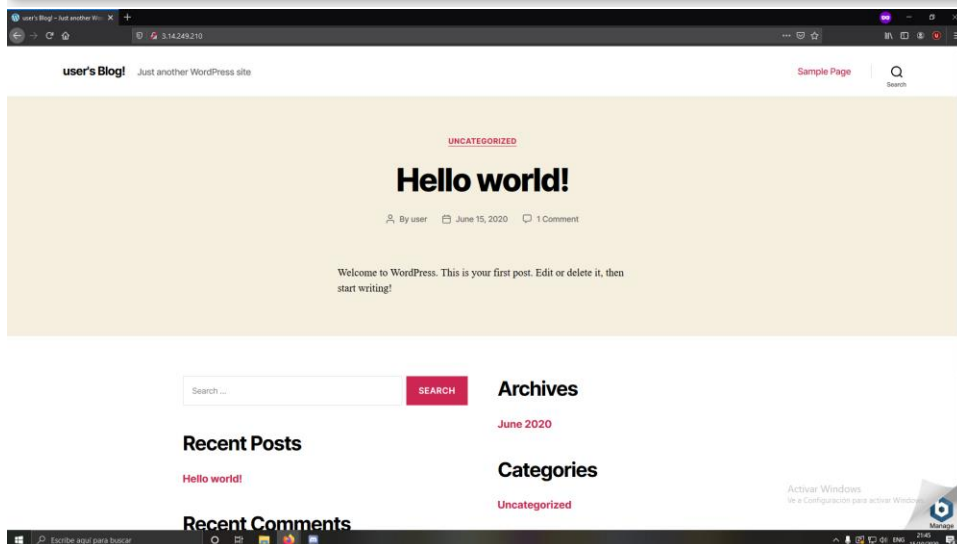 user's Blog! – Just another Wo
3.14.249.210
user's Blog! Just another WordPress site
Sample Page
Search
UNCATEGORIZED
Hello world!
By user June 15, 2020 1 Comment
Welcome to WordPress. This is your first post. Edit or delete it, then
start writing!
Search ...
SEARCH
Recent Posts
Hello world!
Recent Comments
Archives
June 2020
Categories
Uncategorized
Activar Windows
Ve a Configuración para activar Windows
Manage
Escribe aquí para buscar
ENG
21:45